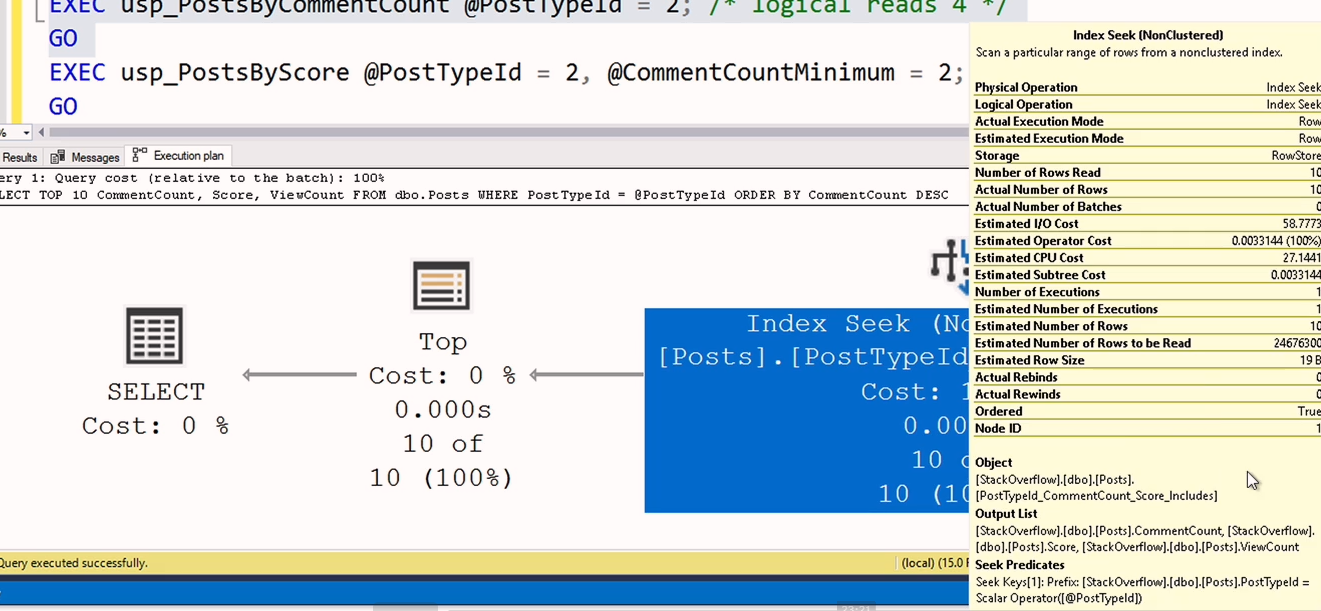 EXEC usp_PostsByCommentCount @PostTypeId = 2; /* logical reads 4 */
GO
EXEC usp_PostsByScore @PostTypeId = 2, @CommentCountMinimum = 2;
GO
%
Results Messages Execution plan
ery 1: Query cost (relative to the batch): 100%
LECT TOP 10 CommentCount, Score, ViewCount FROM dbo.Posts WHERE PostTypeId = @PostTypeId ORDER BY CommentCount DESC
SELECT
Cost: 0 %
Top
Cost: 0 %
0.000s
10 of
10 (100%)
Index Seek (No
[Posts].[PostTypeId
Cost: 1
0.00
10 o
10 (10
Index Seek (NonClustered)
Scan a particular range of rows from a nonclustered index.
Physical Operation Index Seek
Logical Operation Index Seek
Actual Execution Mode Row
Estimated Execution Mode Row
Storage RowStore
Number of Rows Read 10
Actual Number of Rows 10
Actual Number of Batches 0
Estimated I/O Cost 58.7773
Estimated Operator Cost 0.0033144 (100%)
Estimated CPU Cost 27.1441
Estimated Subtree Cost 0.0033144
Number of Executions 1
Estimated Number of Executions 1
Estimated Number of Rows 10
Estimated Number of Rows to be Read 24676300
Estimated Row Size 19 B
Actual Rebinds 0
Actual Rewinds 0
Ordered True
Node ID 1
Object
[StackOverflow].[dbo].[Posts].
[PostTypeId_CommentCount_Score_Includes]
Output List
[StackOverflow].[dbo].[Posts].CommentCount, [StackOverflow].
[dbo].[Posts].Score, [StackOverflow].[dbo].[Posts].ViewCount
Seek Predicates
Seek Keys[1]: Prefix: [StackOverflow].[dbo].[Posts].PostTypeId =
Scalar Operator([@PostTypeId])
Query executed successfully.
(local) (15.0